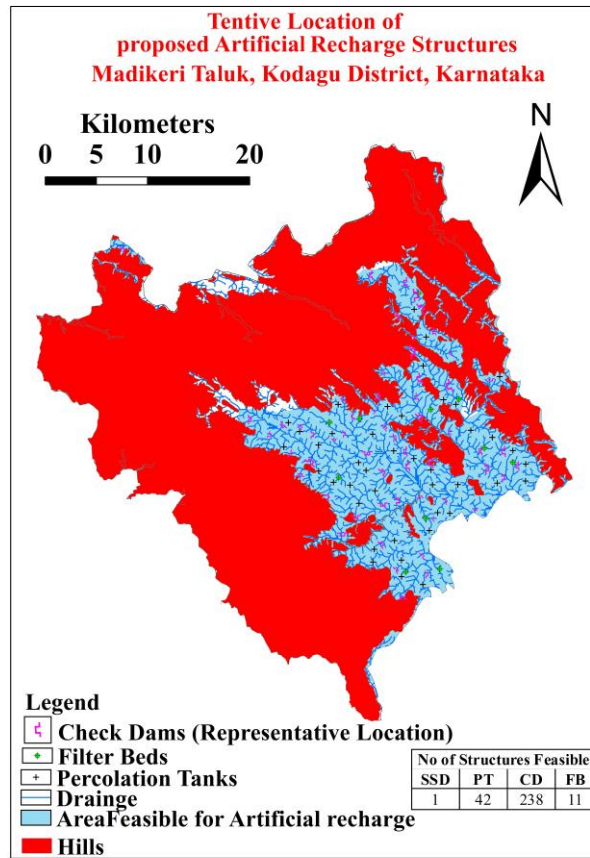 Tentive Location of
proposed Artificial Recharge Structures
Madikeri Taluk, Kodagu District, Karnataka
Kilometers
0 5 10 20
N
Legend
Check Dams (Representative Location)
Filter Beds
Percolation Tanks
Drainge
AreaFeasible for Artificial recharge
Hills
No of Structures Feasible
SSD PT CD FB
1 42 238 11